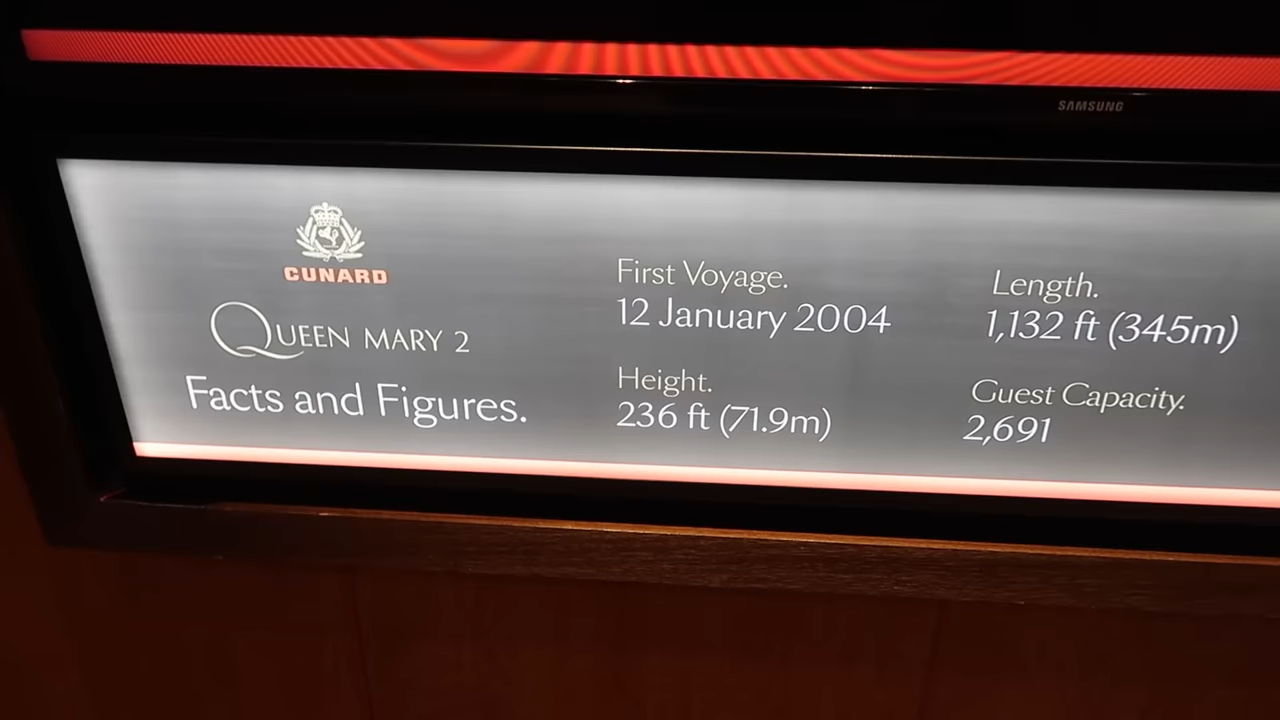 SAMSUNG
CUNARD
QUEEN MARY 2
Facts and Figures.
First Voyage.
12 January 2004
Height.
236 ft (71.9m)
Length.
1,132 ft (345m)
Guest Capacity.
2,691